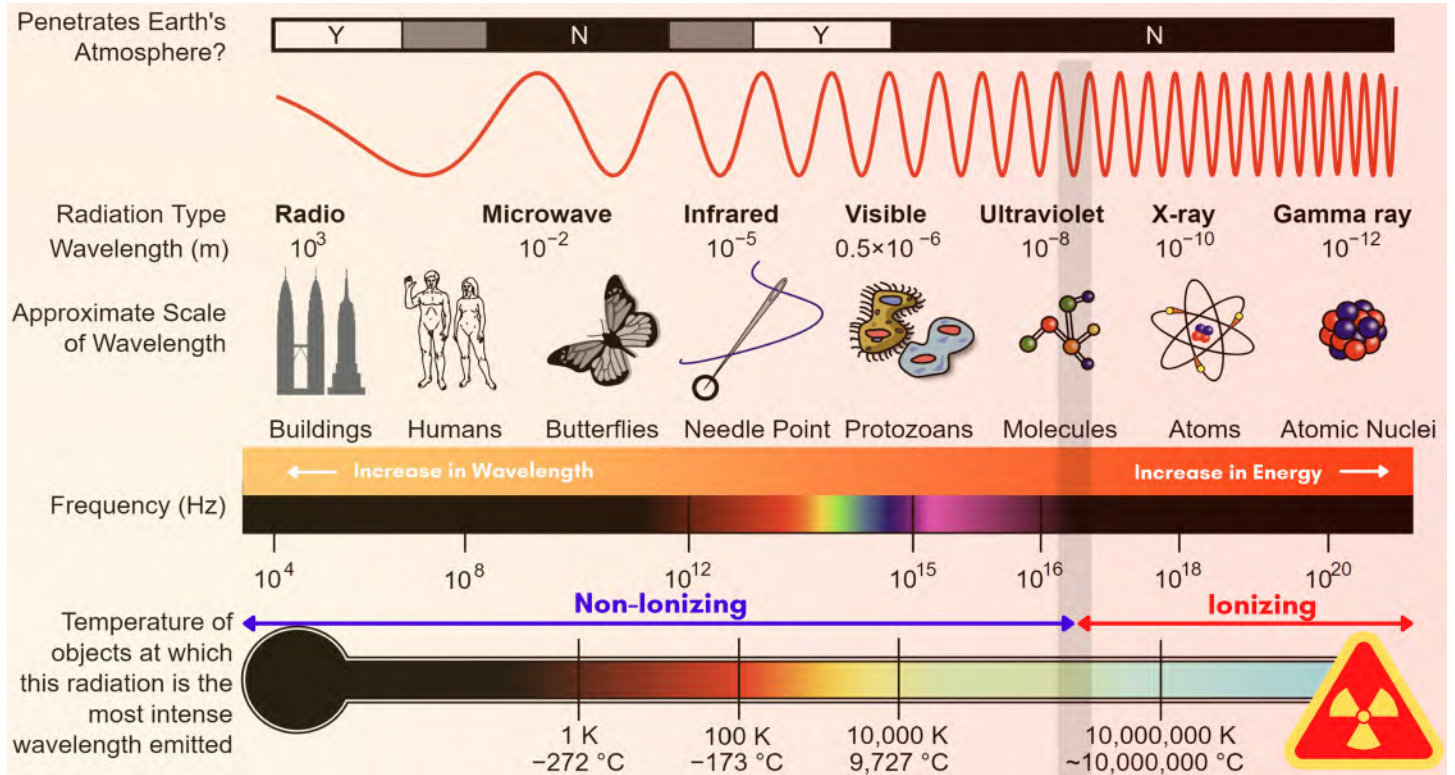 Penetrates Earth's
Atmosphere?
Y N Y N
Radiation Type Radio Microwave Infrared Visible Ultraviolet X-ray Gamma ray
Wavelength (m) 10³ 10⁻² 10⁻⁵ 0.5×10⁻⁶ 10⁻⁸ 10⁻¹⁰ 10⁻¹²
Approximate Scale
of Wavelength
Buildings Humans Butterflies Needle Point Protozoans Molecules Atoms Atomic Nuclei
Increase in Wavelength Increase in Energy
Frequency (Hz)
10⁴ 10⁸ 10¹² 10¹⁵ 10¹⁶ 10¹⁸ 10²⁰
Non-Ionizing Ionizing
Temperature of
objects at which
this radiation is the
most intense
wavelength emitted
1 K 100 K 10,000 K 10,000,000 K
−272 °C −173 °C 9,727 °C ~10,000,000 °C